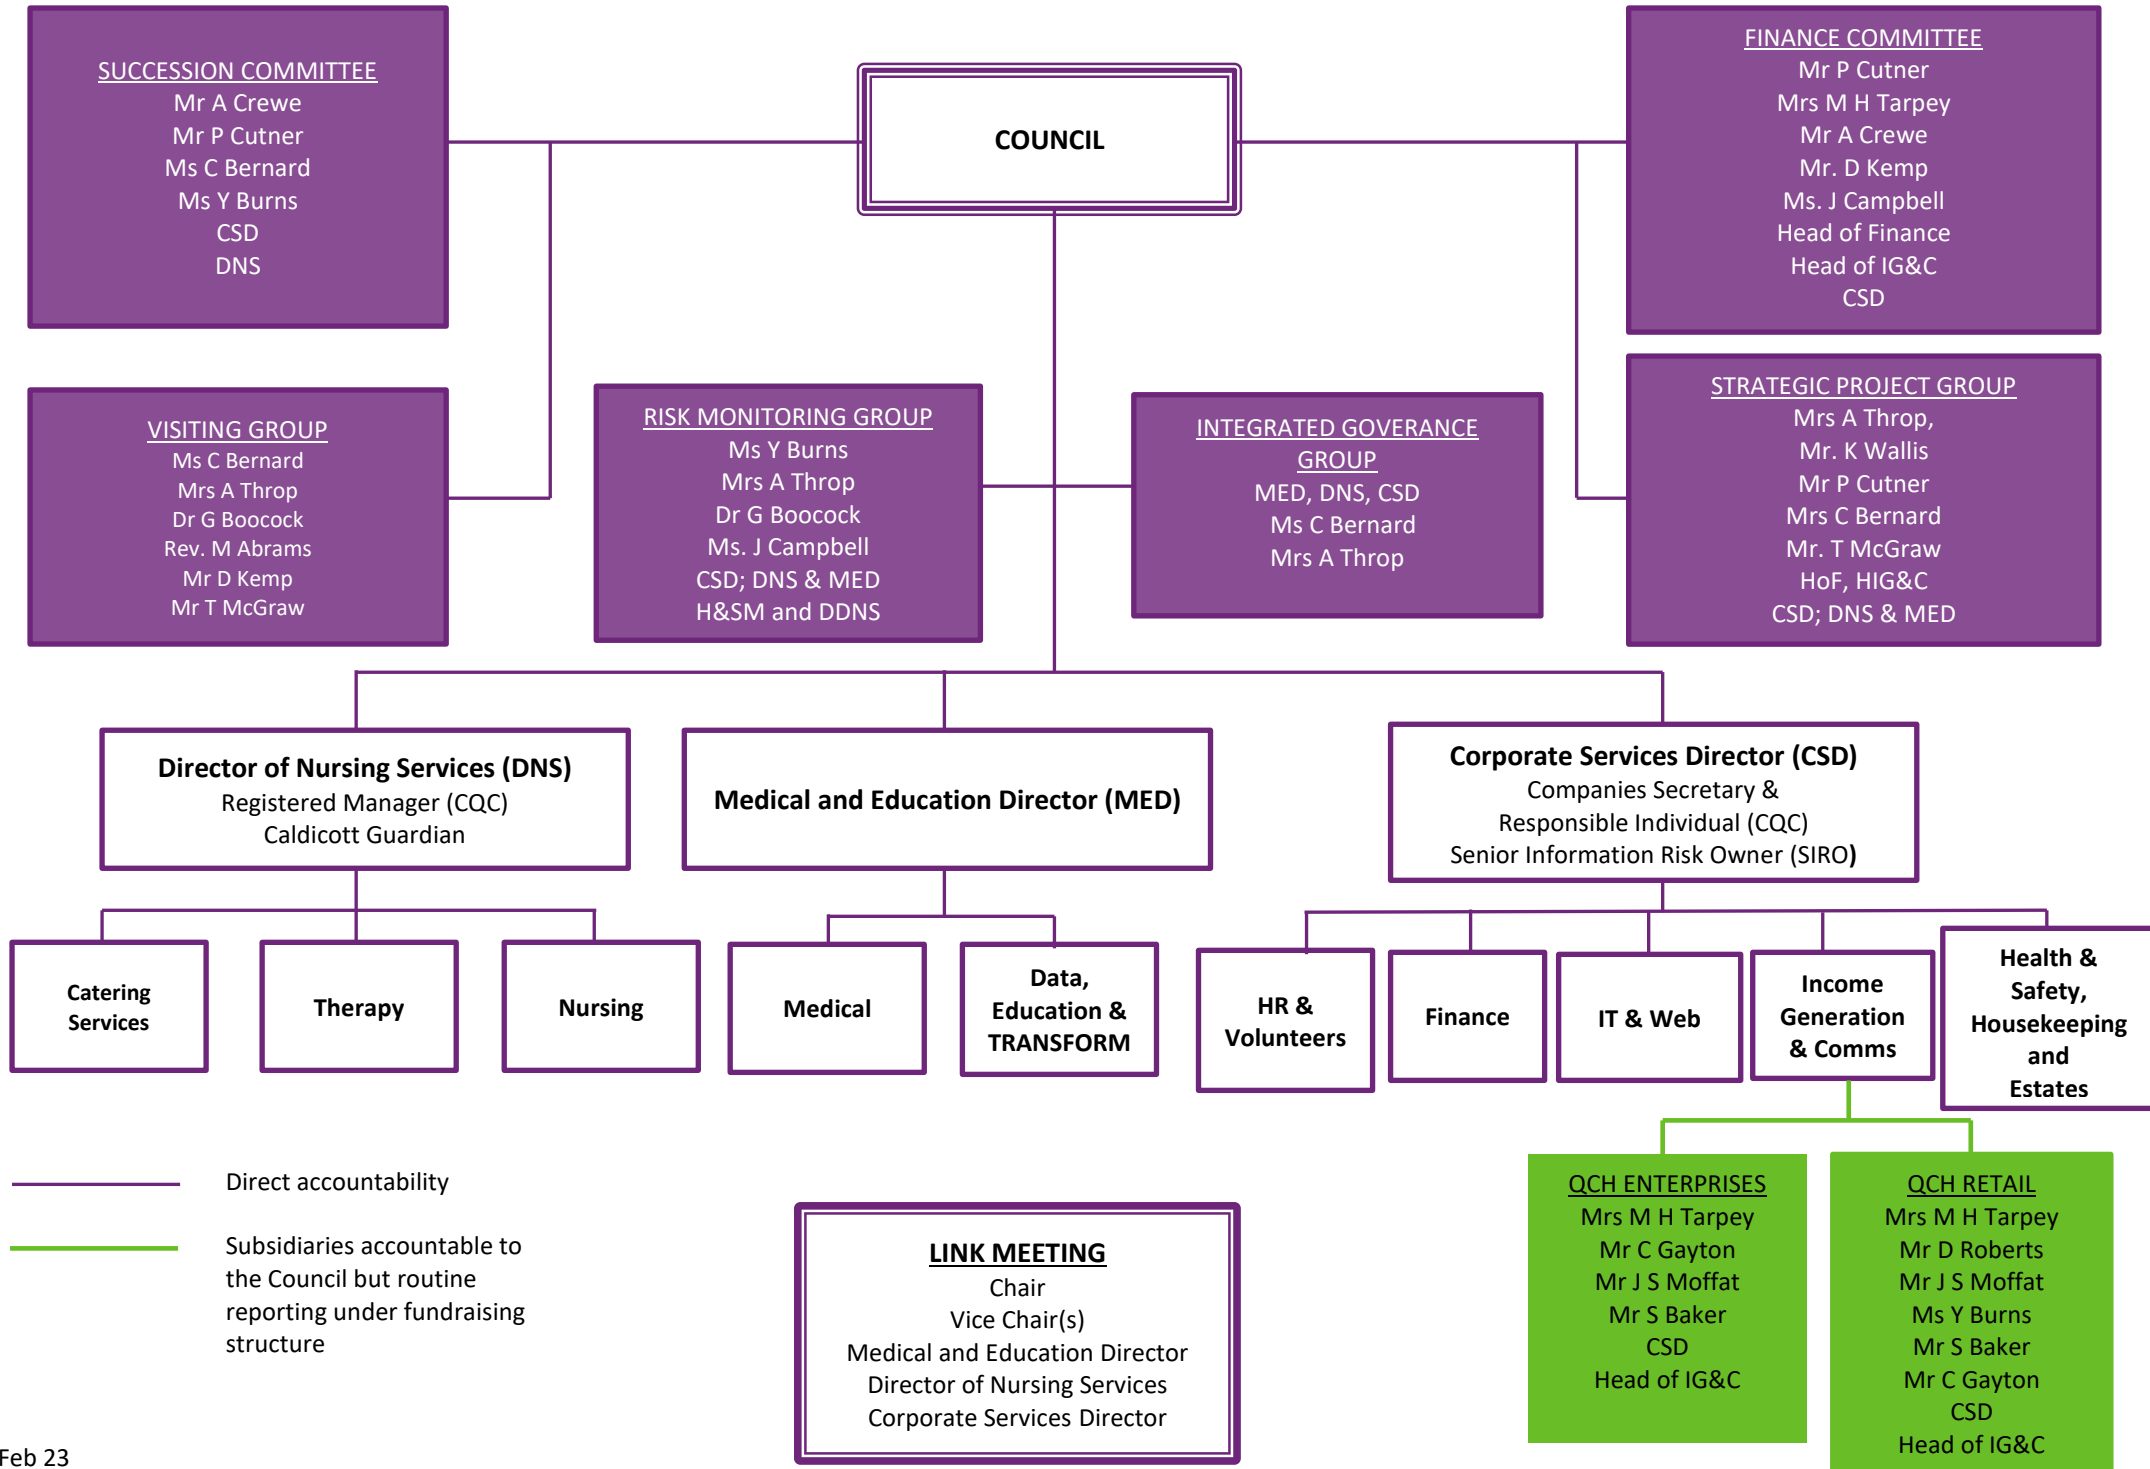 SUCCESSION COMMITTEE
Mr A Crewe
Mr P Cutner
Ms C Bernard
Ms Y Burns
CSD
DNS
COUNCIL
FINANCE COMMITTEE
Mr P Cutner
Mrs M H Tarpey
Mr A Crewe
Mr. D Kemp
Ms. J Campbell
Head of Finance
Head of IG&C
CSD
VISITING GROUP
Ms C Bernard
Mrs A Throp
Dr G Boocock
Rev. M Abrams
Mr D Kemp
Mr T McGraw
RISK MONITORING GROUP
Ms Y Burns
Mrs A Throp
Dr G Boocock
Ms. J Campbell
CSD; DNS & MED
H&SM and DDNS
INTEGRATED GOVERANCE
GROUP
MED, DNS, CSD
Ms C Bernard
Mrs A Throp
STRATEGIC PROJECT GROUP
Mrs A Throp,
Mr. K Wallis
Mr P Cutner
Mrs C Bernard
Mr. T McGraw
HoF, HIG&C
CSD; DNS & MED
Director of Nursing Services (DNS)
Registered Manager (CQC)
Caldicott Guardian
Medical and Education Director (MED)
Corporate Services Director (CSD)
Companies Secretary &
Responsible Individual (CQC)
Senior Information Risk Owner (SIRO)
Catering
Services
Therapy
Nursing
Medical
Data,
Education &
TRANSFORM
HR &
Volunteers
Finance
IT & Web
Income
Generation
& Comms
Health &
Safety,
Housekeeping
and
Estates
Direct accountability
Subsidiaries accountable to
the Council but routine
reporting under fundraising
structure
LINK MEETING
Chair
Vice Chair(s)
Medical and Education Director
Director of Nursing Services
Corporate Services Director
QCH ENTERPRISES
Mrs M H Tarpey
Mr C Gayton
Mr J S Moffat
Mr S Baker
CSD
Head of IG&C
QCH RETAIL
Mrs M H Tarpey
Mr D Roberts
Mr J S Moffat
Ms Y Burns
Mr S Baker
Mr C Gayton
CSD
Head of IG&C
Feb 23